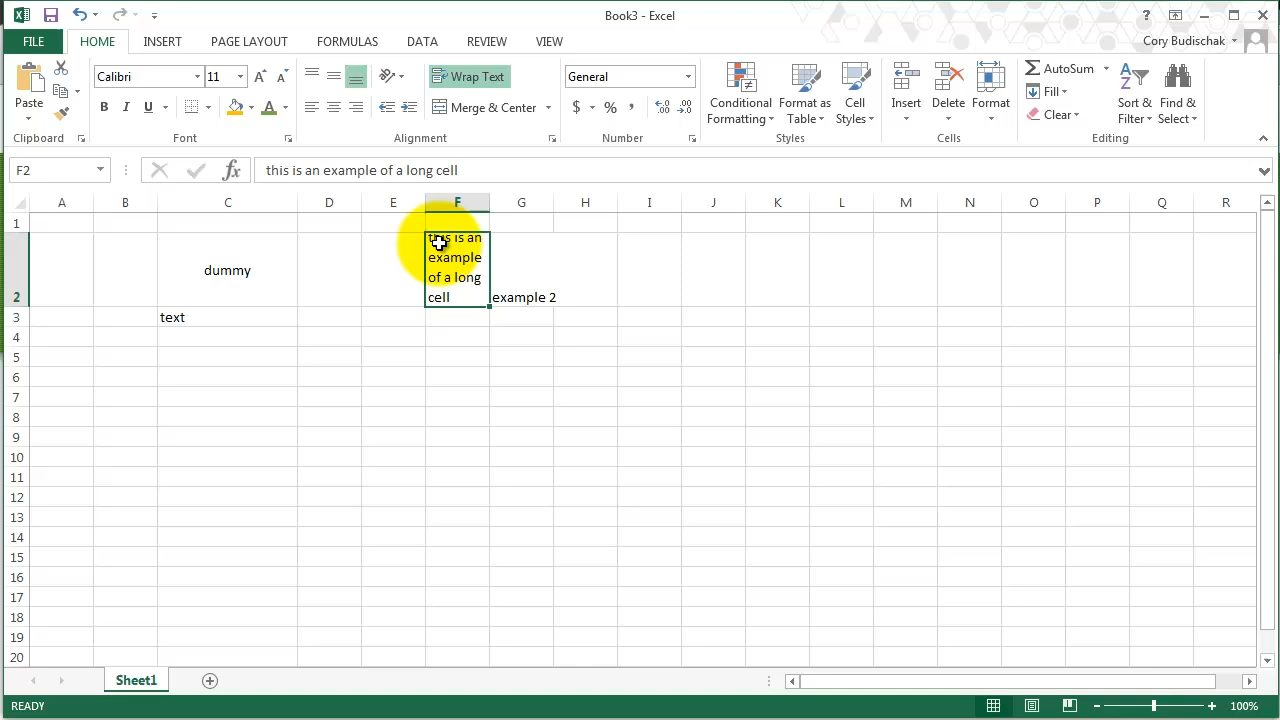 Book3 - Excel
?
FILE
HOME
INSERT
PAGE LAYOUT
FORMULAS
DATA
REVIEW
VIEW
Cory Budischak
Paste
Calibri
11
B I U
Wrap Text
Merge & Center
General
$ % ,
Conditional Formatting
Format as Table
Cell Styles
Insert
Delete
Format
AutoSum
Fill
Clear
Sort & Filter
Find & Select
Clipboard
Font
Alignment
Number
Styles
Cells
Editing
F2
fx
this is an example of a long cell
A B C D E F G H I J K L M N O P Q R
1
this is an
example
of a long
cell
dummy
2
example 2
3
text
4
5
6
7
8
9
10
11
12
13
14
15
16
17
18
19
20
Sheet1
READY
100%